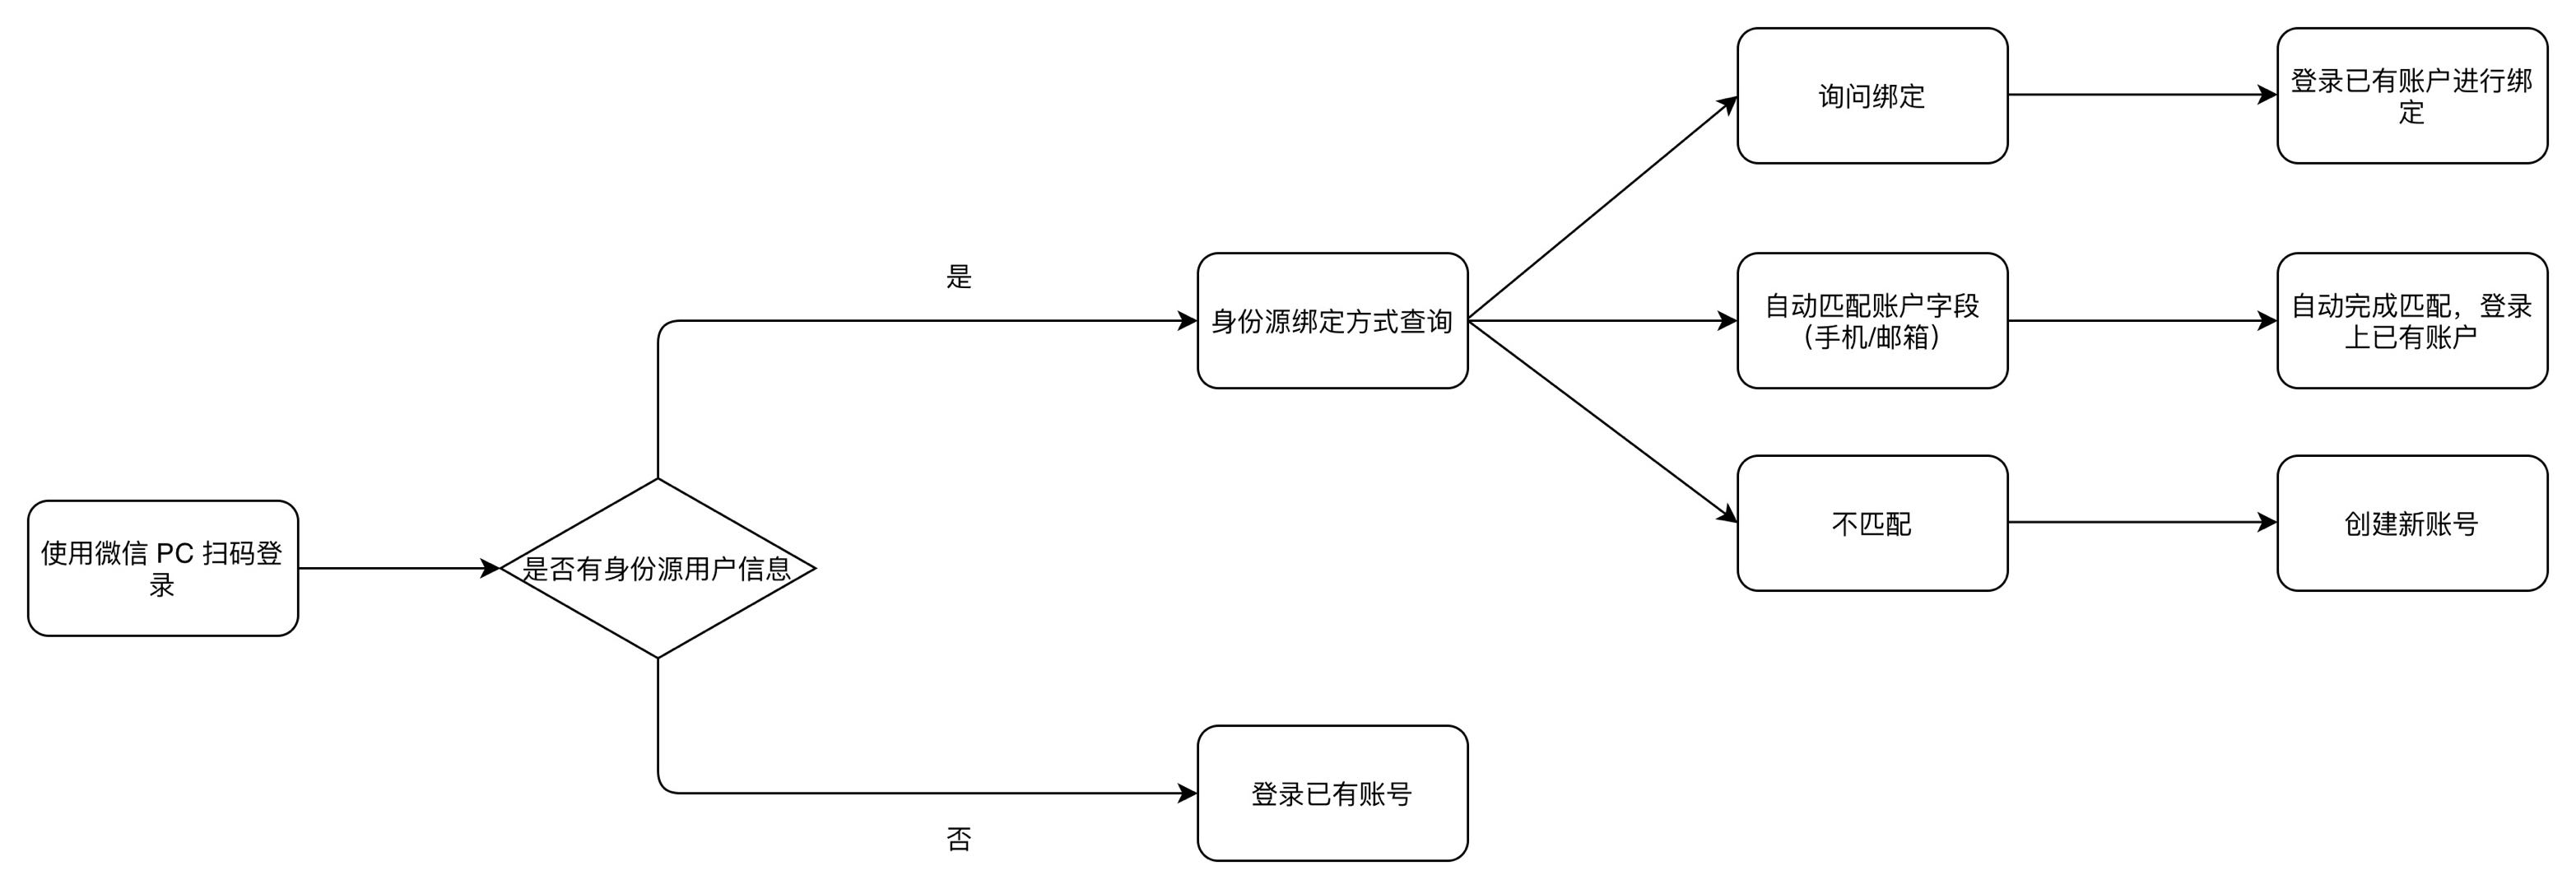 使用微信 PC 扫码登
录
是否有身份源用户信息
是
否
身份源绑定方式查询
登录已有账号
询问绑定
登录已有账户进行绑
定
自动匹配账户字段
（手机/邮箱）
自动完成匹配，登录
上已有账户
不匹配
创建新账号